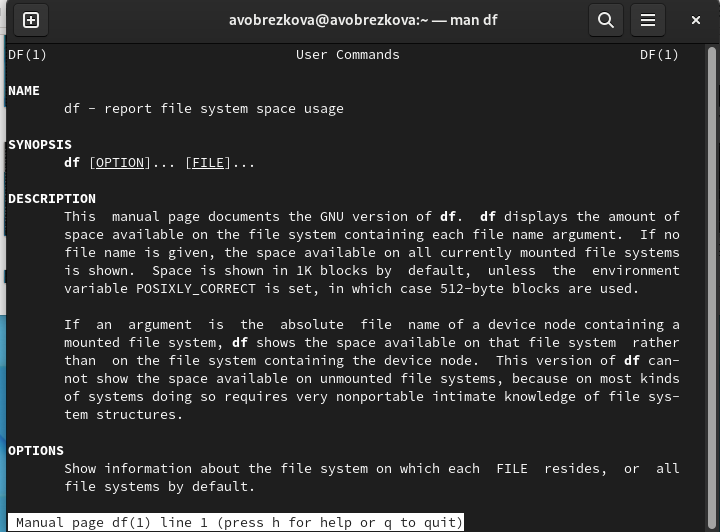 avobrezkova@avobrezkova:~ — man df
DF(1) User Commands DF(1)
NAME
df - report file system space usage
SYNOPSIS
df [OPTION]... [FILE]...
DESCRIPTION
This manual page documents the GNU version of df. df displays the amount of
space available on the file system containing each file name argument. If no
file name is given, the space available on all currently mounted file systems
is shown. Space is shown in 1K blocks by default, unless the environment
variable POSIXLY_CORRECT is set, in which case 512-byte blocks are used.
If an argument is the absolute file name of a device node containing a
mounted file system, df shows the space available on that file system rather
than on the file system containing the device node. This version of df can-
not show the space available on unmounted file systems, because on most kinds
of systems doing so requires very nonportable intimate knowledge of file sys-
tem structures.
OPTIONS
Show information about the file system on which each FILE resides, or all
file systems by default.
Manual page df(1) line 1 (press h for help or q to quit)